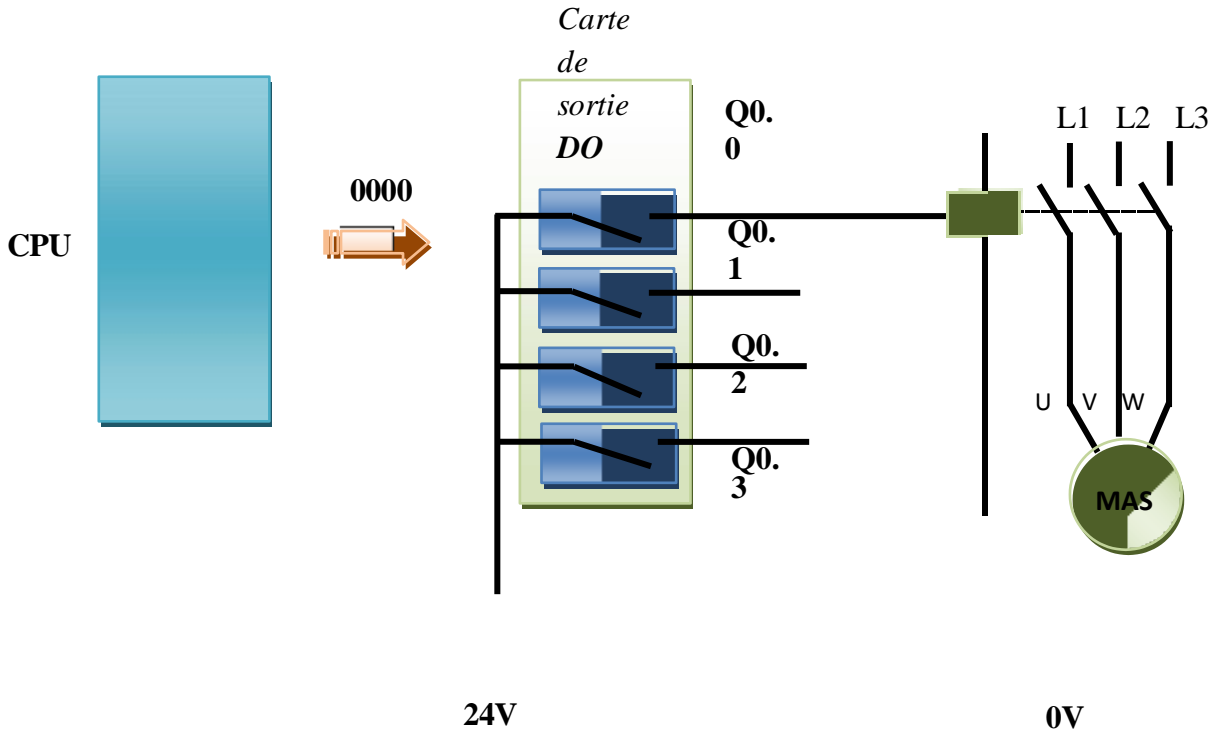 Carte
de
sortie
DO
Q0.
0
L1 L2 L3
0000
CPU
Q0.
1
Q0.
2
U V W
Q0.
3
MAS
24V
0V